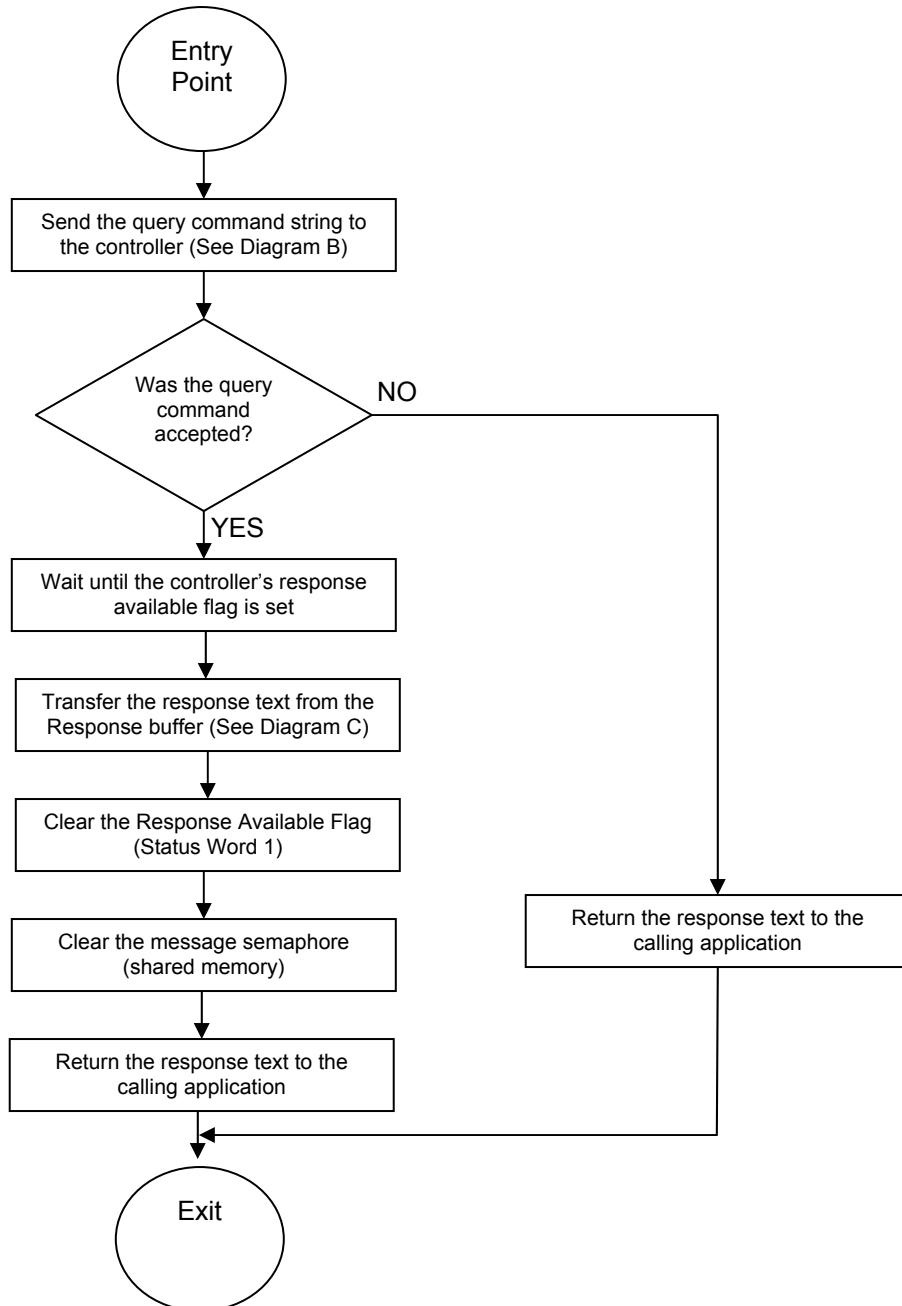 Entry
Point
Send the query command string to
the controller (See Diagram B)
Was the query
command
accepted?
NO
YES
Wait until the controller’s response
available flag is set
Transfer the response text from the
Response buffer (See Diagram C)
Clear the Response Available Flag
(Status Word 1)
Clear the message semaphore
(shared memory)
Return the response text to the
calling application
Return the response text to the
calling application
Exit